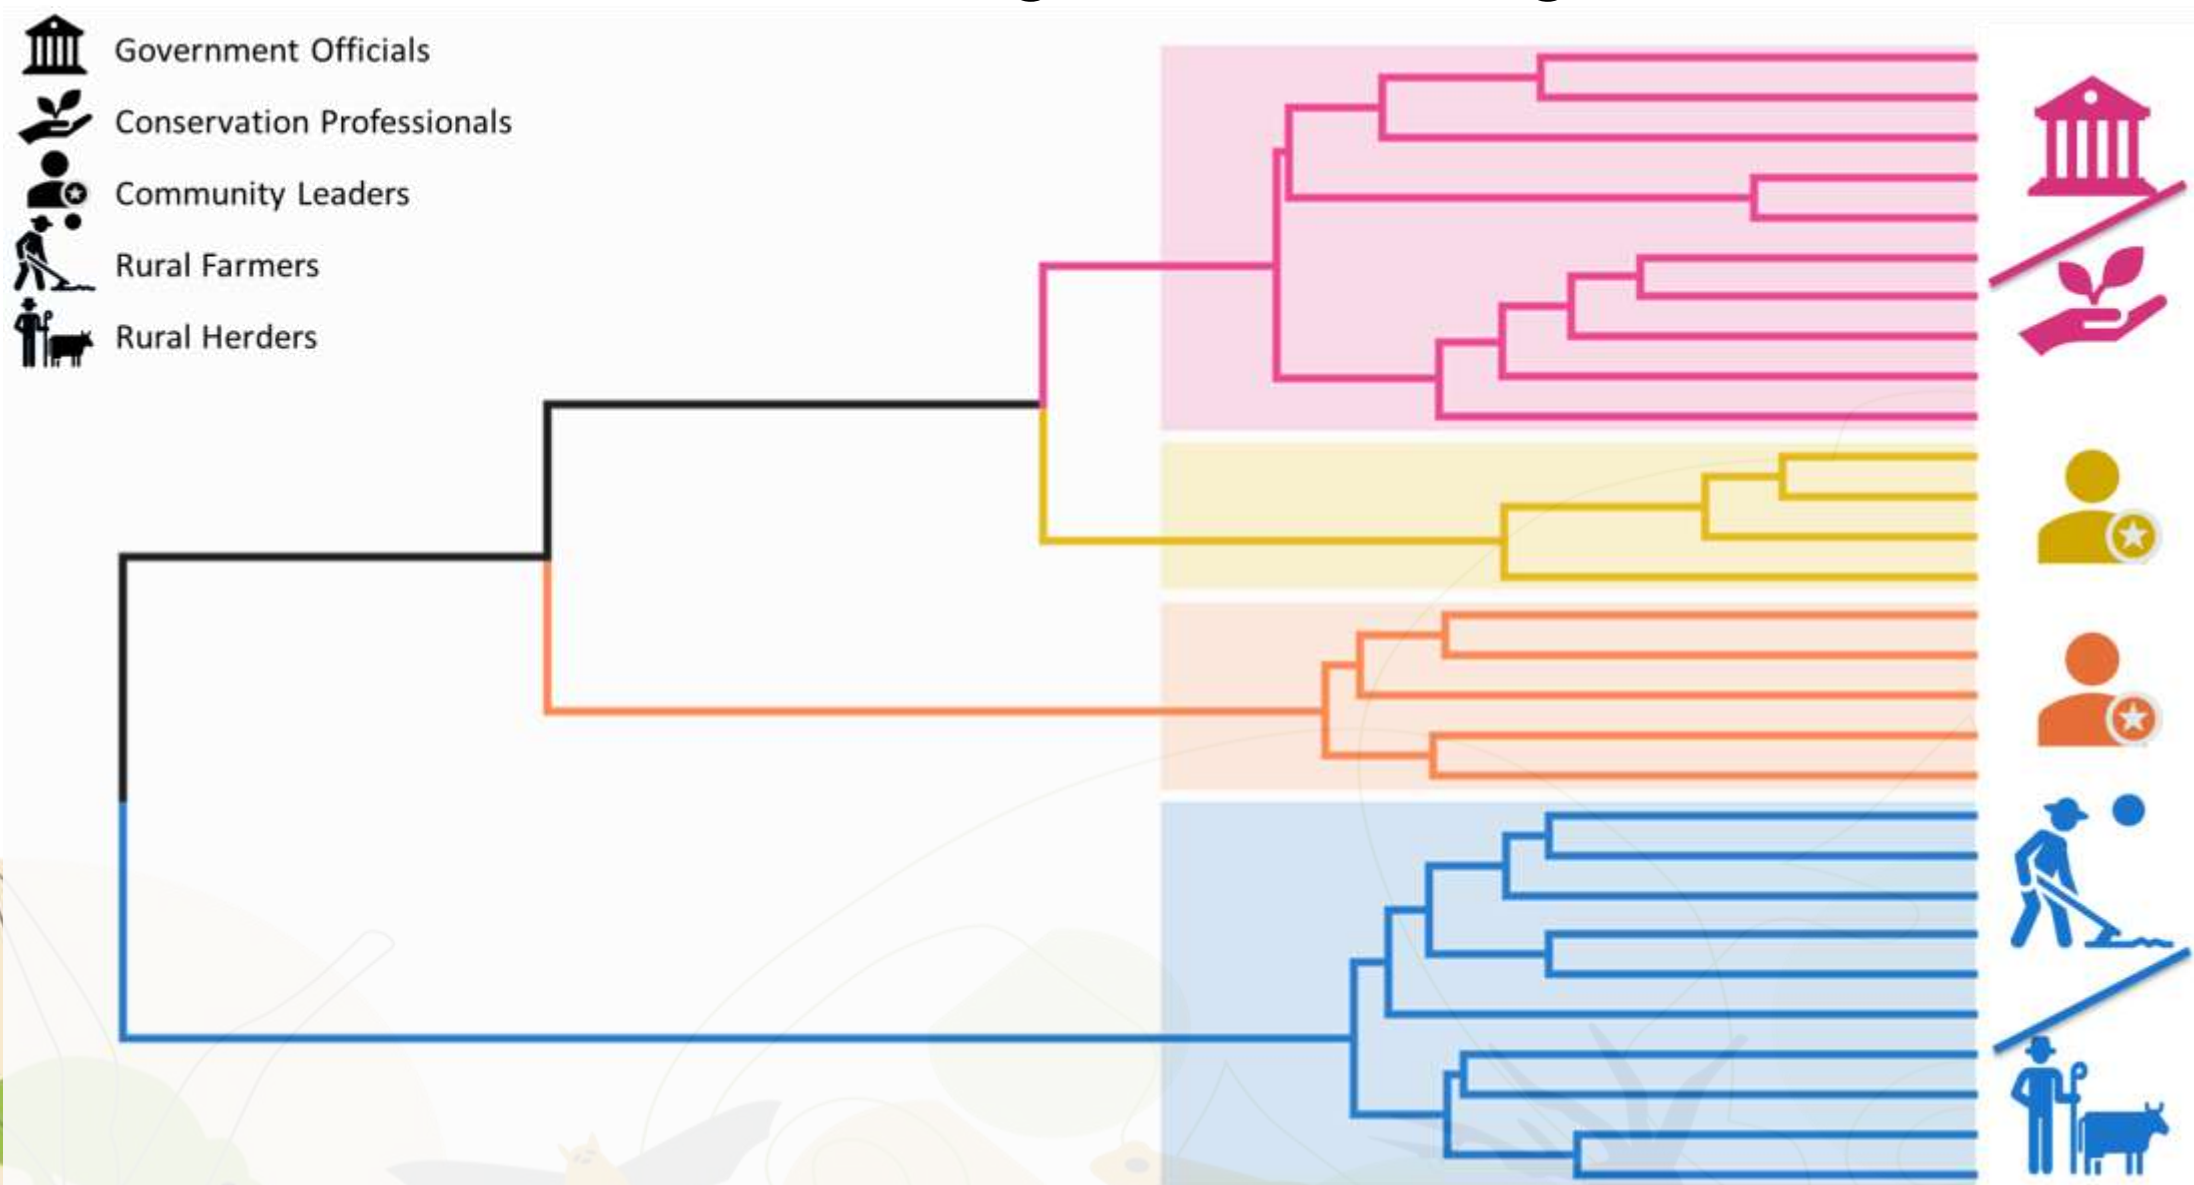 Government Officials
Conservation Professionals
Community Leaders
Rural Farmers
Rural Herders